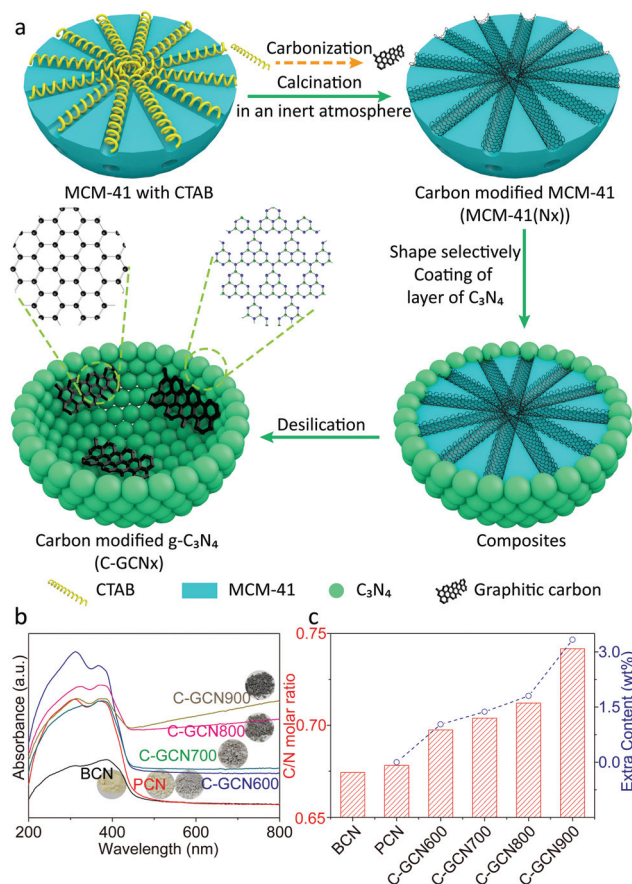 a
Carbonization
Calcination
in an inert atmosphere
MCM-41 with CTAB
Carbon modified MCM-41
(MCM-41(Nx))
Shape selectively
Coating of
layer of C₃N₄
Desilication
Carbon modified g-C₃N₄
(C-GCNx)
Composites
CTAB
MCM-41
C₃N₄
Graphitic carbon
b
Absorbance (a.u.)
C-GCN900
C-GCN800
C-GCN700
BCN
PCN
C-GCN600
200
400
600
800
Wavelength (nm)
c
C/N molar ratio
0.75
0.70
0.65
3.0
1.5
0.0
Extra Content (wt%)
BCN
PCN
C-GCN600
C-GCN700
C-GCN800
C-GCN900